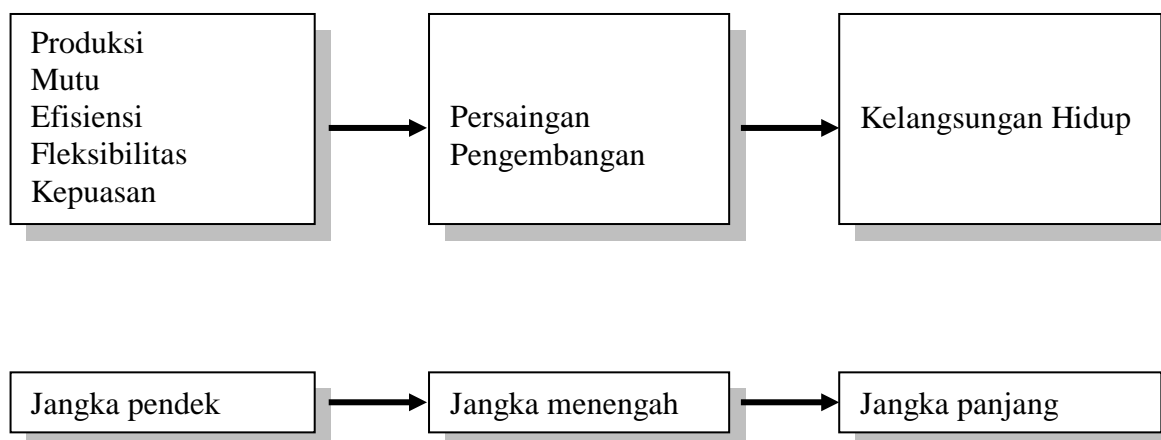 Produksi
Mutu
Efisiensi
Fleksibilitas
Kepuasan
Persaingan
Pengembangan
Kelangsungan Hidup
Jangka pendek
Jangka menengah
Jangka panjang